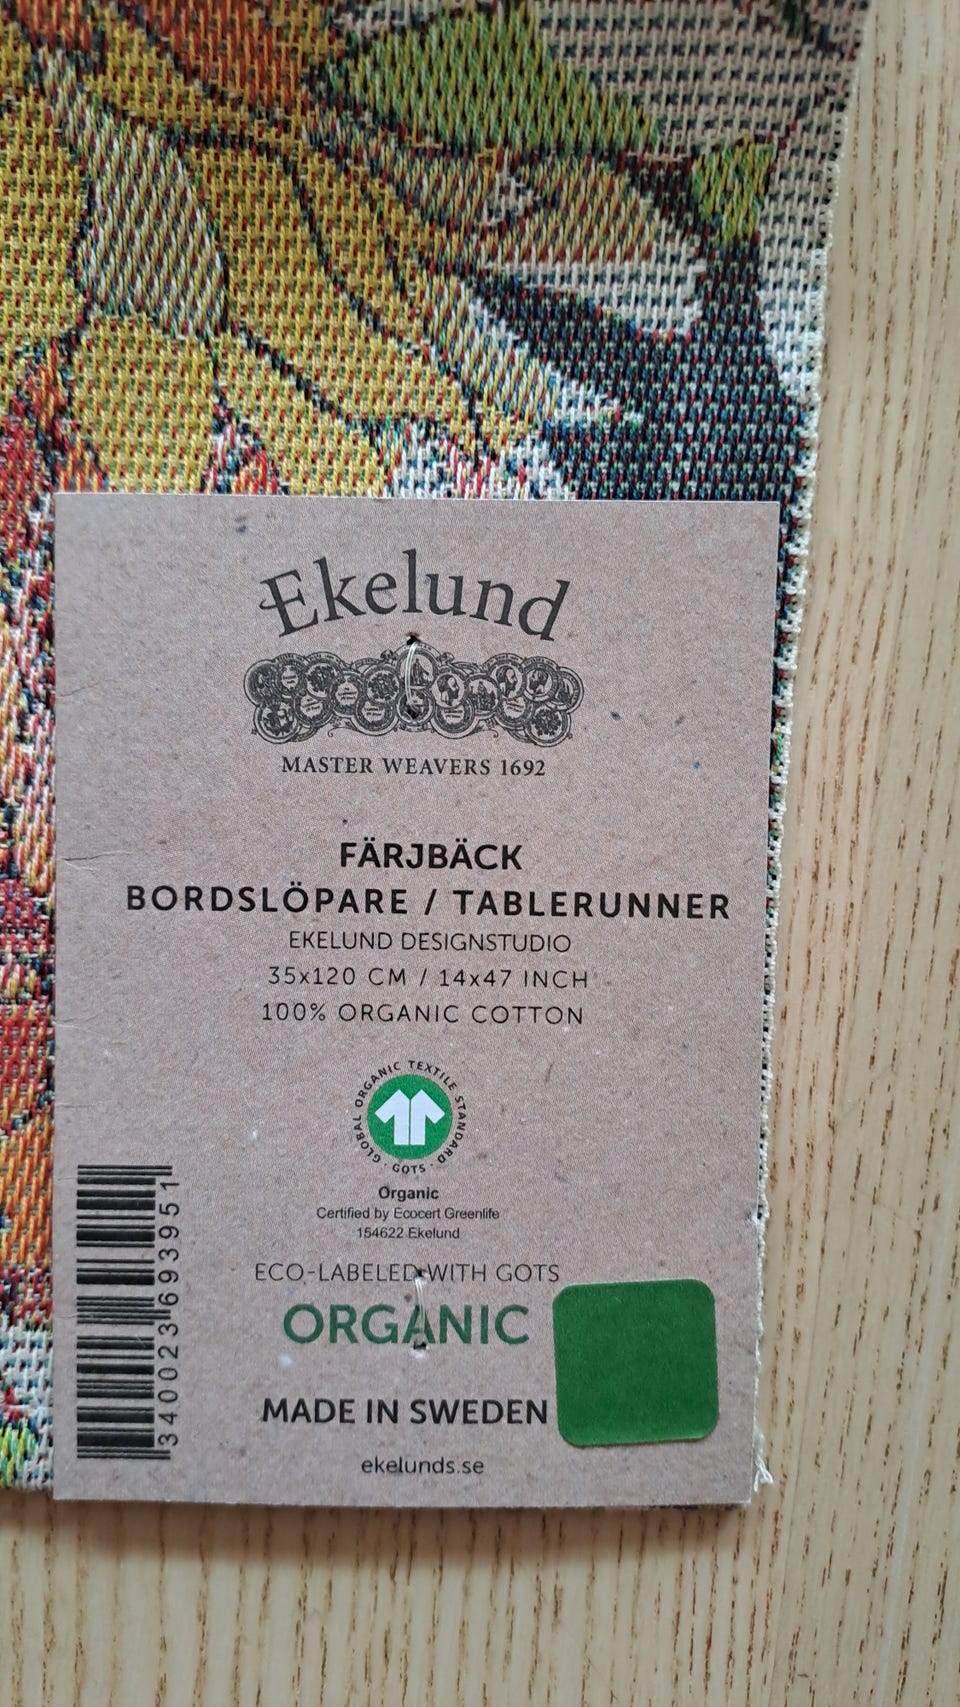 Ekelund
MASTER WEAVERS 1692
FÄRJBÄCK
BORDSLÖPARE / TABLERUNNER
EKELUND DESIGNSTUDIO
35x120 CM / 14x47 INCH
100% ORGANIC COTTON
GLOBAL ORGANIC TEXTILE STANDARD
· GOTS ·
Organic
Certified by Ecocert Greenlife
154622 Ekelund
ECO-LABELED WITH GOTS
ORGANIC
MADE IN SWEDEN
ekelunds.se
340023693951